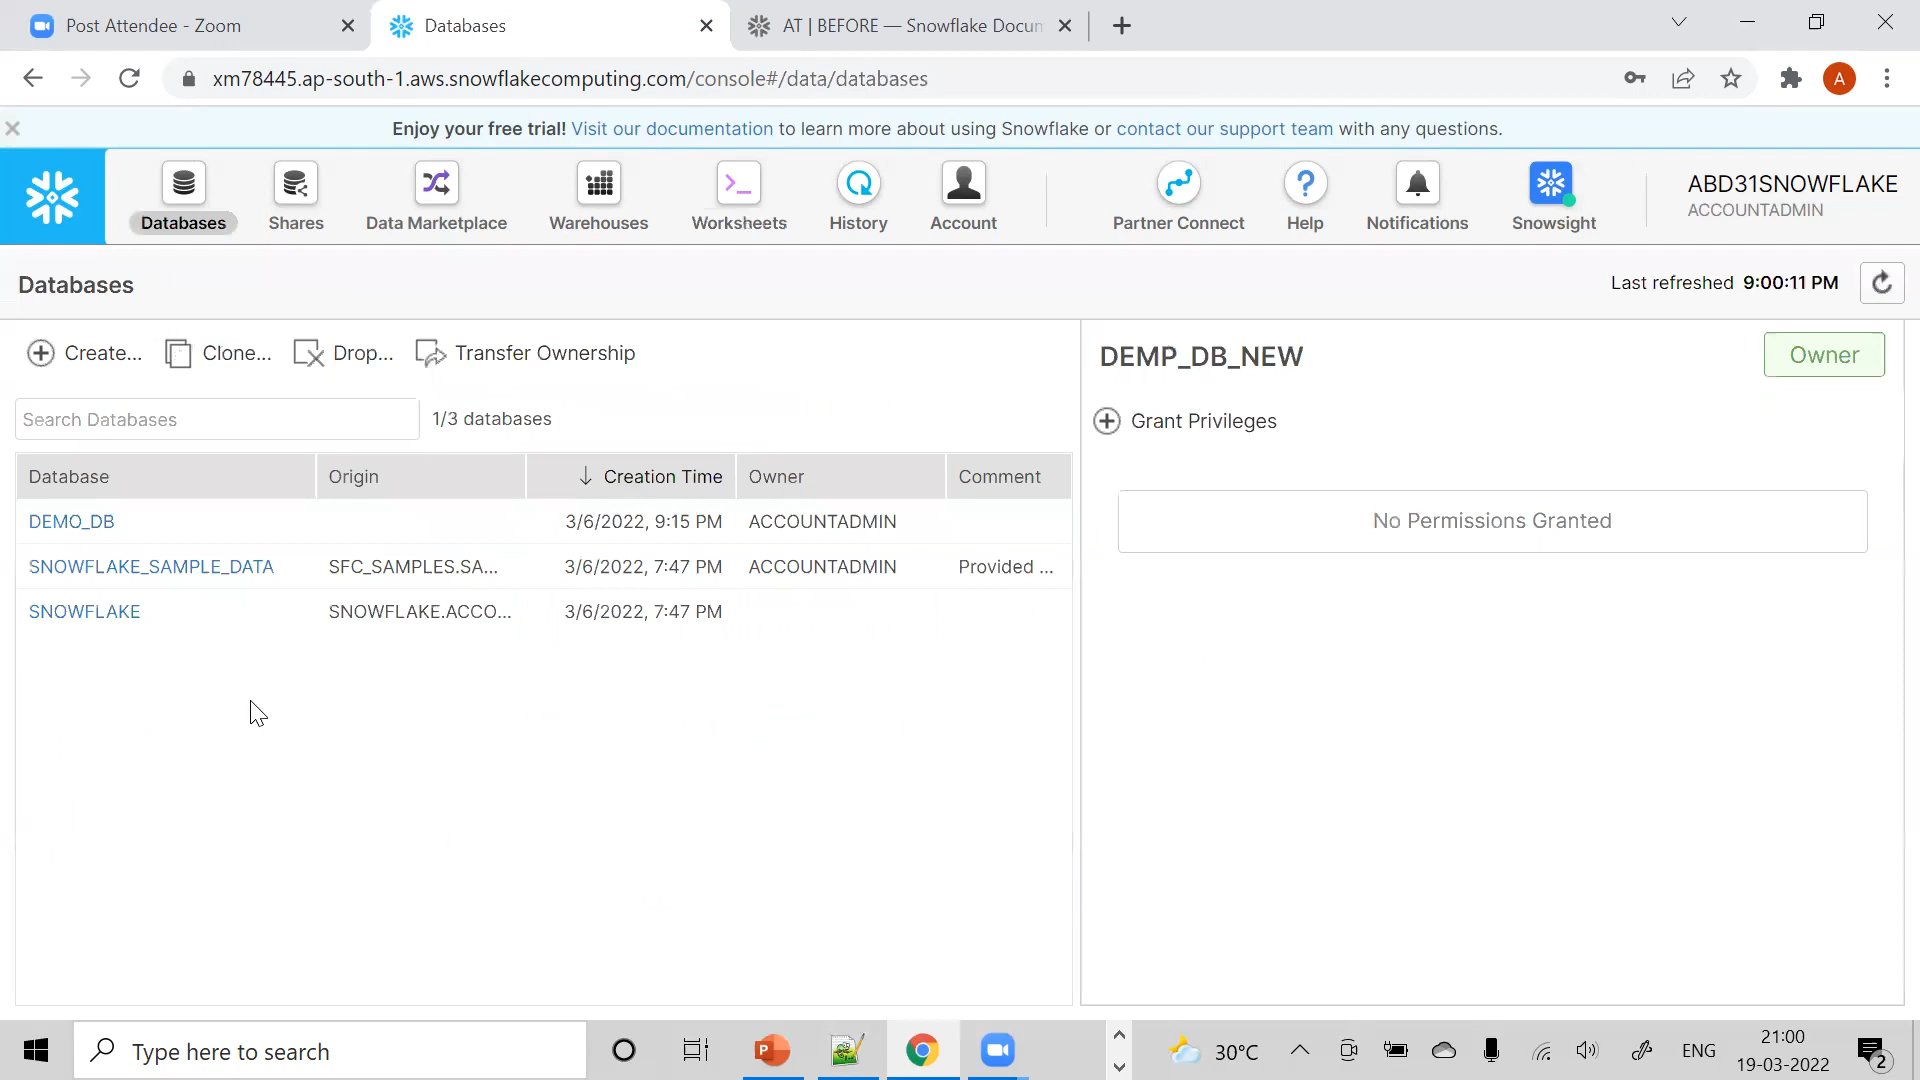 Post Attendee - Zoom
Databases
AT | BEFORE — Snowflake Docum
xm78445.ap-south-1.aws.snowflakecomputing.com/console#/data/databases
A
Enjoy your free trial! Visit our documentation to learn more about using Snowflake or contact our support team with any questions.
Databases
Shares
Data Marketplace
Warehouses
Worksheets
History
Account
Partner Connect
Help
Notifications
Snowsight
ABD31SNOWFLAKE
ACCOUNTADMIN
Databases
Last refreshed 9:00:11 PM
Create...
Clone...
Drop...
Transfer Ownership
DEMP_DB_NEW
Owner
Search Databases
1/3 databases
Grant Privileges
Database Origin Creation Time Owner Comment
DEMO_DB 3/6/2022, 9:15 PM ACCOUNTADMIN
SNOWFLAKE_SAMPLE_DATA SFC_SAMPLES.SA... 3/6/2022, 7:47 PM ACCOUNTADMIN Provided ...
SNOWFLAKE SNOWFLAKE.ACCO... 3/6/2022, 7:47 PM
No Permissions Granted
Type here to search
P
30°C
ENG
21:00
19-03-2022
2